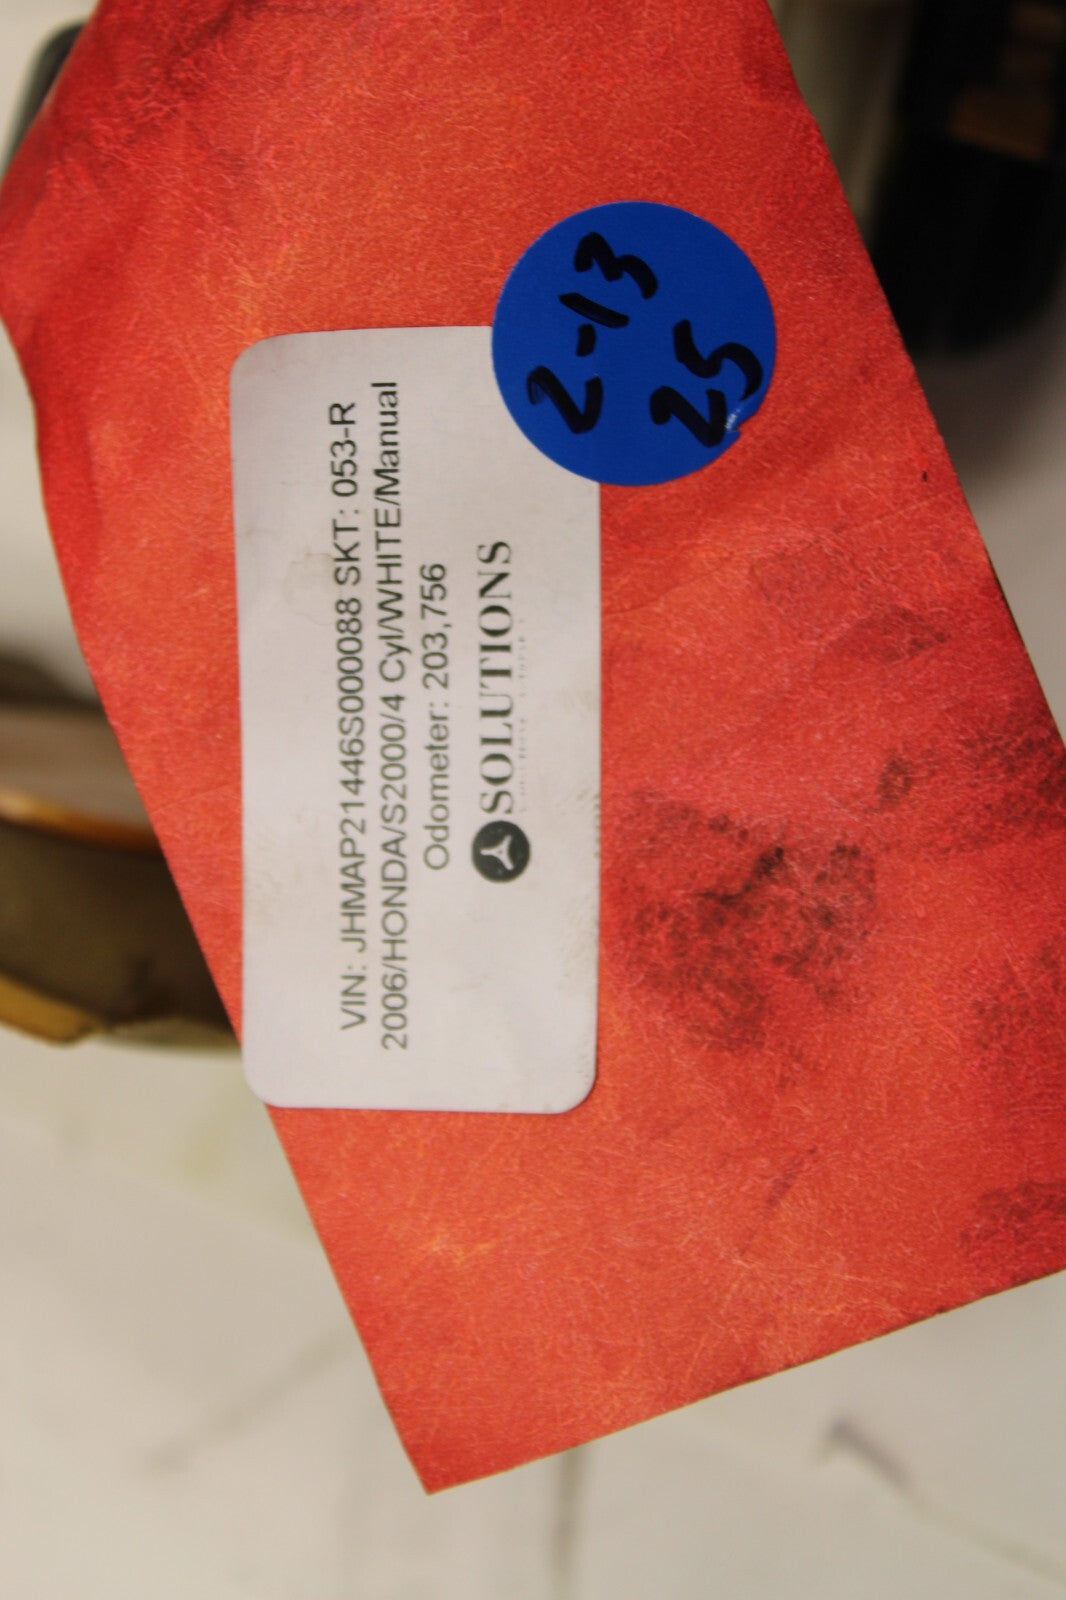 VIN: JHMAP21446S000088 SKT: 053-R
2006/HONDA/S2000/4 Cyl/WHITE/Manual
Odometer: 203,756
SOLUTIONS
2-13
25